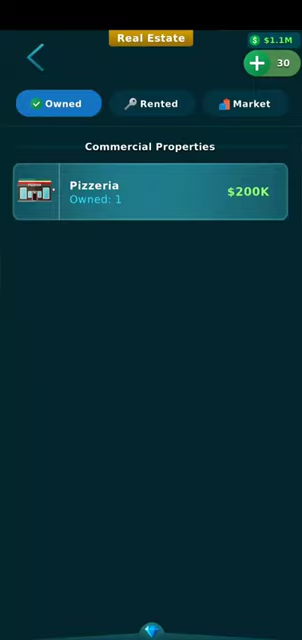 Real Estate
$1.1M
30
Owned
Rented
Market
Commercial Properties
Pizzeria
Owned: 1
$200K